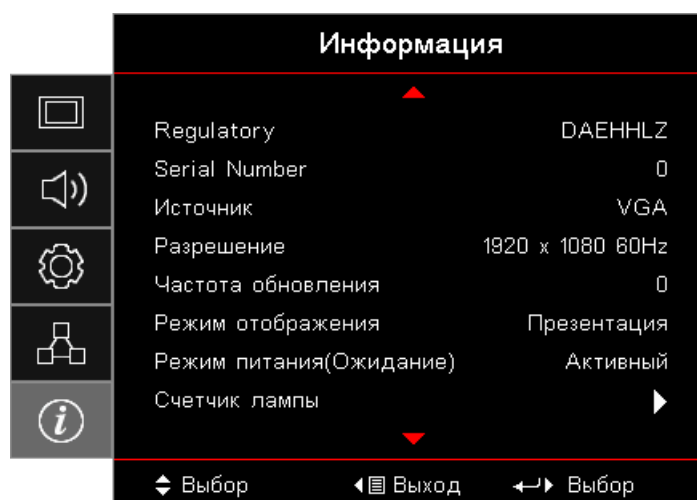 Информация
Regulatory DAEHHLZ
Serial Number 0
Источник VGA
Разрешение 1920 x 1080 60Hz
Частота обновления 0
Режим отображения Презентация
Режим питания(Ожидание) Активный
Счетчик лампы
Выбор Выход Выбор